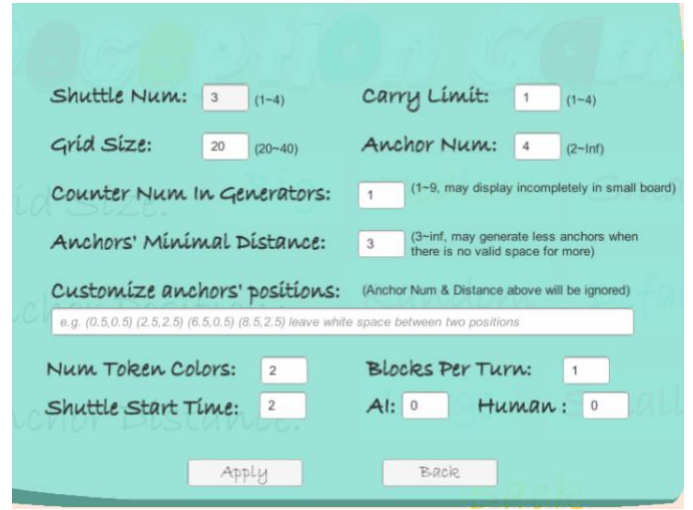 Shuttle Num: 3 (1~4) Carry Limit: 1 (1~4)
Grid Size: 20 (20~40) Anchor Num: 4 (2~Inf)
Counter Num In Generators: 1 (1~9, may display incompletely in small board)
Anchors' Minimal Distance: 3 (3~inf, may generate less anchors when
there is no valid space for more)
Customize anchors' positions: (Anchor Num & Distance above will be ignored)
e.g. (0.5,0.5) (2.5,2.5) (6.5,0.5) (8.5,2.5) leave white space between two positions
Num Token Colors: 2 Blocks Per Turn: 1
Shuttle Start Time: 2 AI: 0 Human : 0
Apply Back